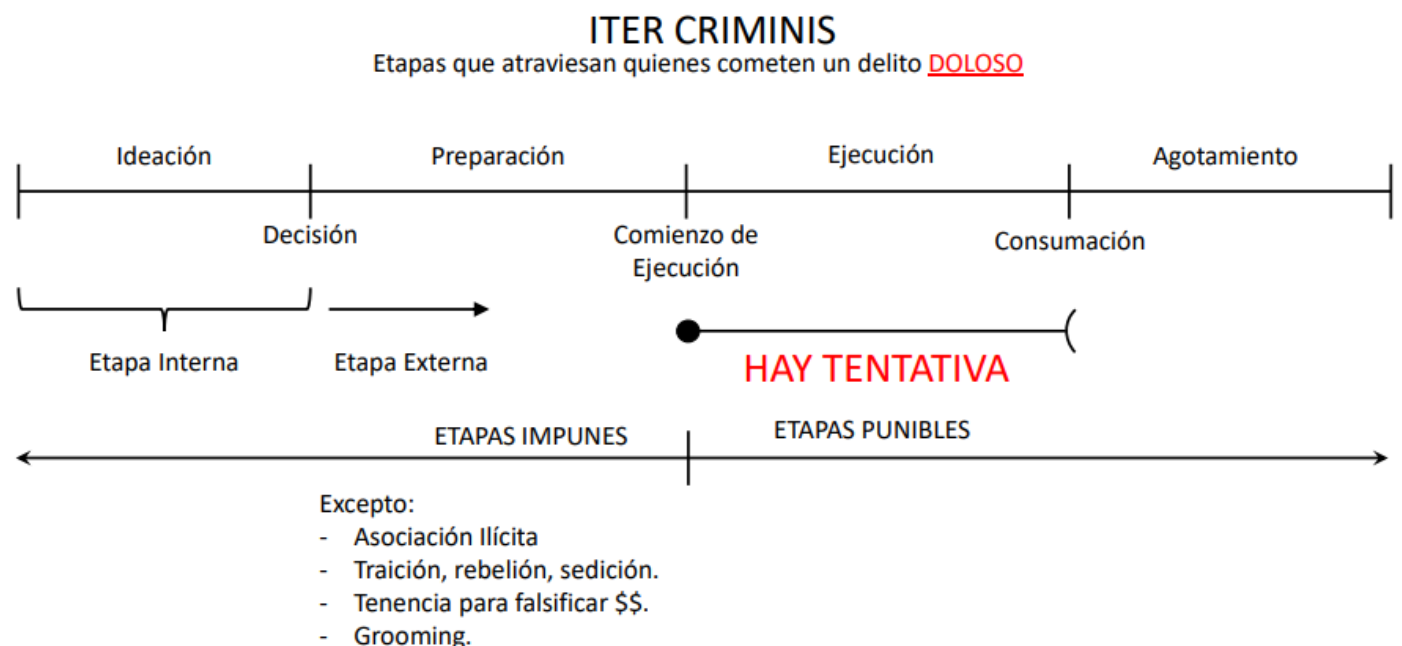 ITER CRIMINIS
Etapas que atraviesan quienes cometen un delito DOLOSO
Ideación
Preparación
Ejecución
Agotamiento
Decisión
Comienzo de
Ejecución
Consumación
Etapa Interna
Etapa Externa
HAY TENTATIVA
ETAPAS IMPUNES
ETAPAS PUNIBLES
Excepto:
- Asociación Ilícita
- Traición, rebelión, sedición.
- Tenencia para falsificar $$.
- Grooming.